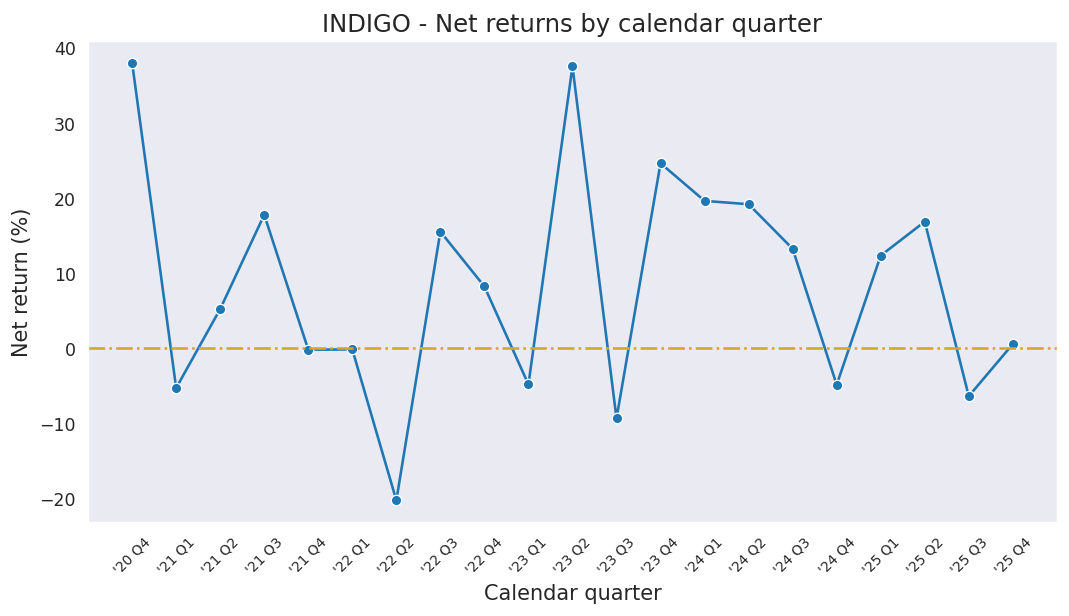 INDIGO - Net returns by calendar quarter
Net return (%)
40
30
20
10
0
−10
−20
'20 Q4
'21 Q1
'21 Q2
'21 Q3
'21 Q4
'22 Q1
'22 Q2
'22 Q3
'22 Q4
'23 Q1
'23 Q2
'23 Q3
'23 Q4
'24 Q1
'24 Q2
'24 Q3
'24 Q4
'25 Q1
'25 Q2
'25 Q3
'25 Q4
Calendar quarter